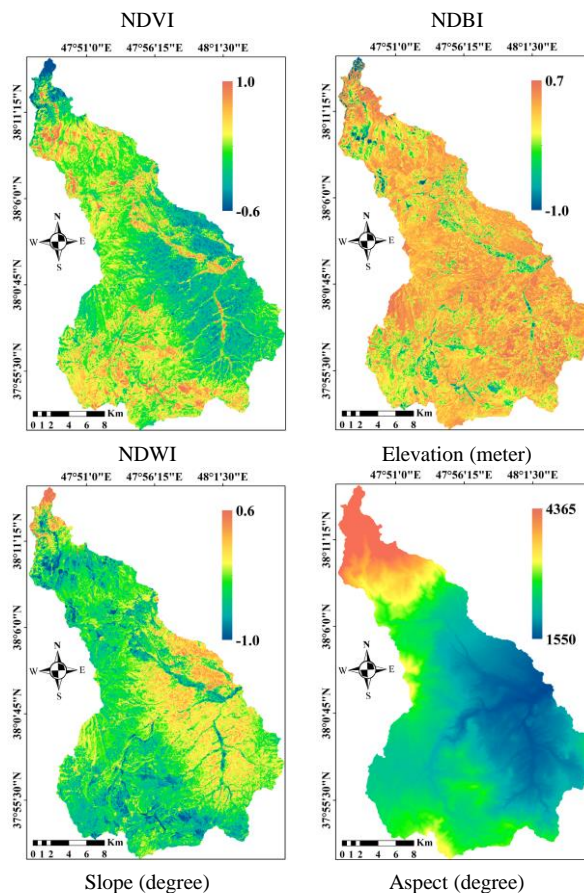 NDVI NDBI
47°51'0"E 47°56'15"E 48°1'30"E 47°51'0"E 47°56'15"E 48°1'30"E
1.0 0.7
38°11'15"N 38°11'15"N
-0.6 -1.0
38°6'0"N 38°6'0"N
N N
W E W E
S S
38°0'45"N 38°0'45"N
37°55'30"N 37°55'30"N
Km Km
0 1 2 4 6 8 0 1 2 4 6 8
NDWI Elevation (meter)
47°51'0"E 47°56'15"E 48°1'30"E 47°51'0"E 47°56'15"E 48°1'30"E
0.6 4365
38°11'15"N 38°11'15"N
-1.0 1550
38°6'0"N 38°6'0"N
N N
W E W E
S S
38°0'45"N 38°0'45"N
37°55'30"N 37°55'30"N
Km Km
0 1 2 4 6 8 0 1 2 4 6 8
Slope (degree) Aspect (degree)